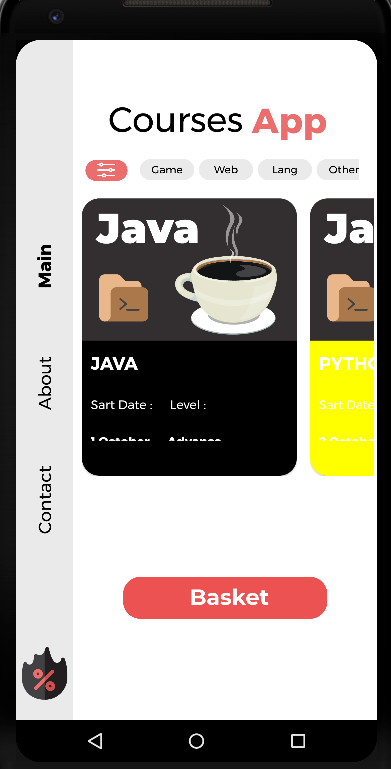 Courses App
Game Web Lang Other
Java
Ja
JAVA
PYTHO
Sart Date : Level :
Sart Date
1 October Advance
2 Octobe
Main
About
Contact
%
Basket